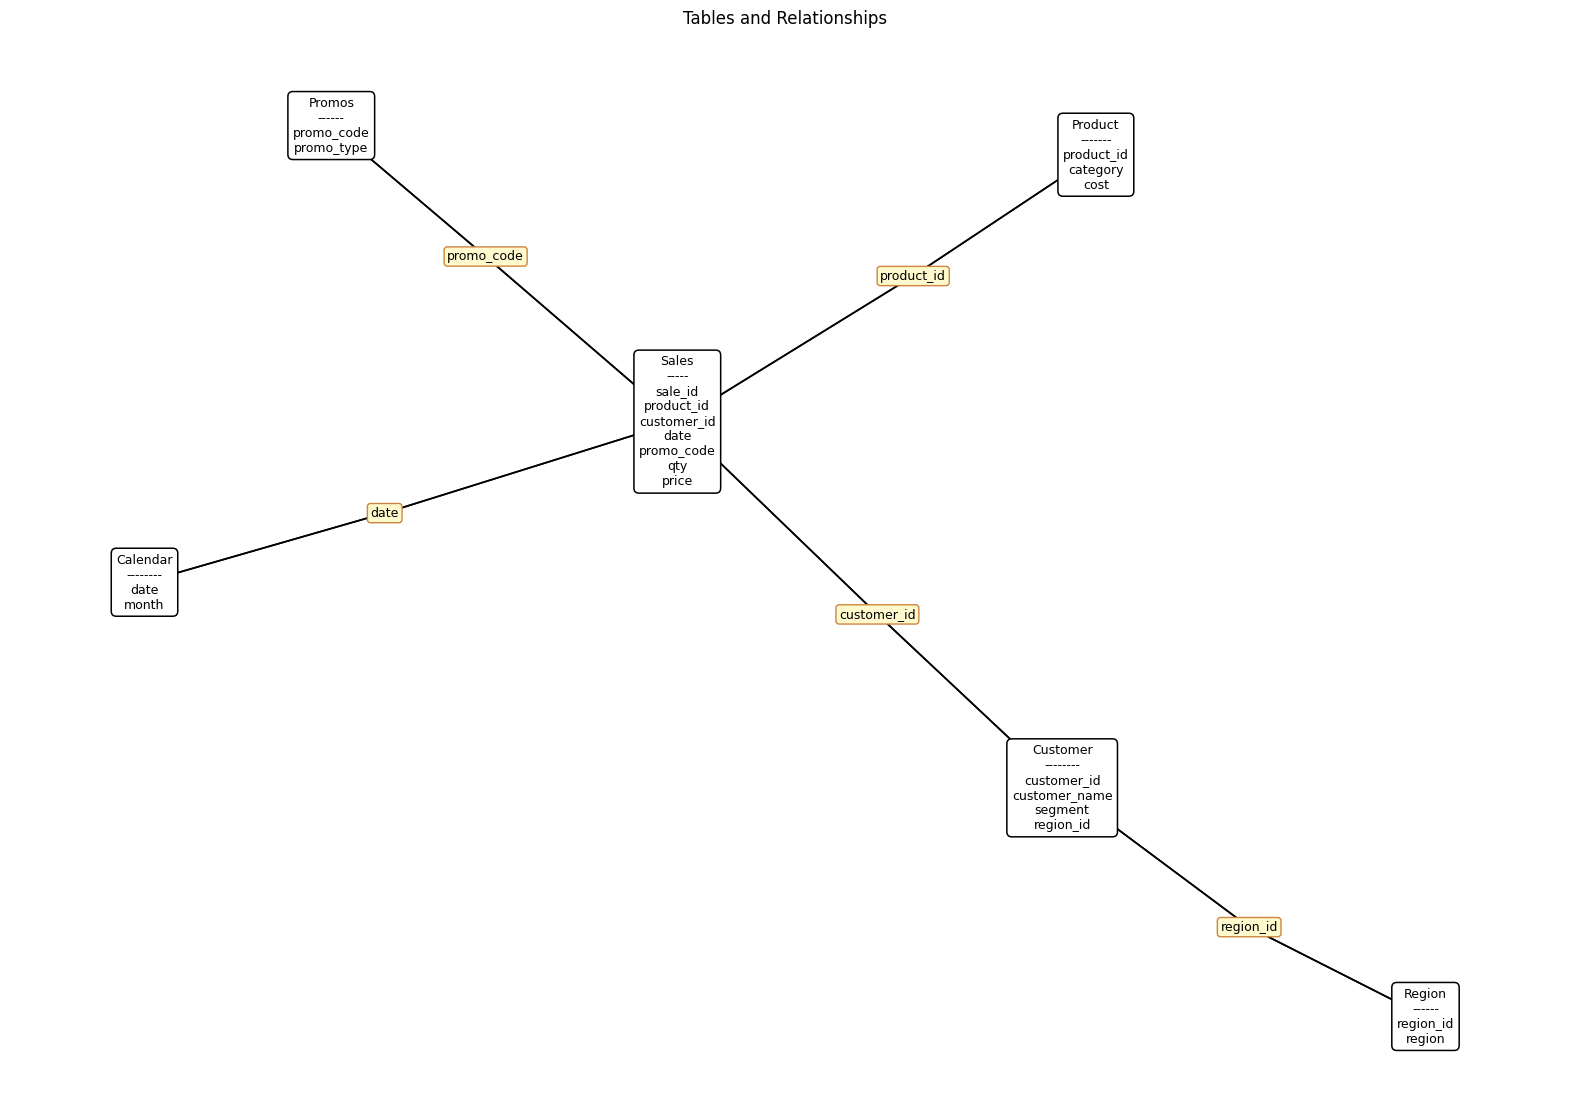 Tables and Relationships
Promos
------
promo_code
promo_type
Product
-------
product_id
category
cost
promo_code
product_id
Sales
-----
sale_id
product_id
customer_id
date
promo_code
qty
price
date
Calendar
--------
date
month
customer_id
Customer
--------
customer_id
customer_name
segment
region_id
region_id
Region
------
region_id
region